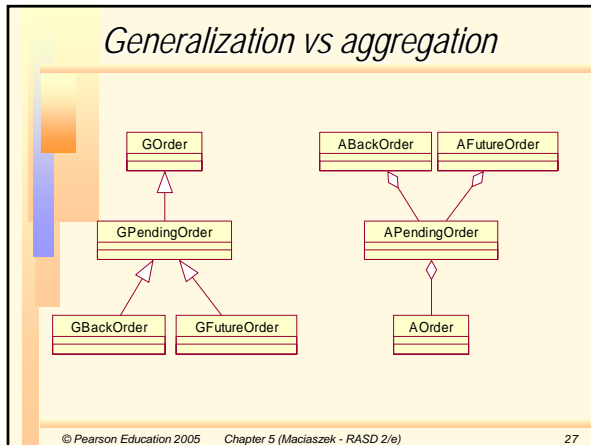 Generalization vs aggregation
GOrder
ABackOrder AFutureOrder
GPendingOrder
APendingOrder
GBackOrder GFutureOrder
AOrder
© Pearson Education 2005 Chapter 5 (Maciaszek - RASD 2/e) 27